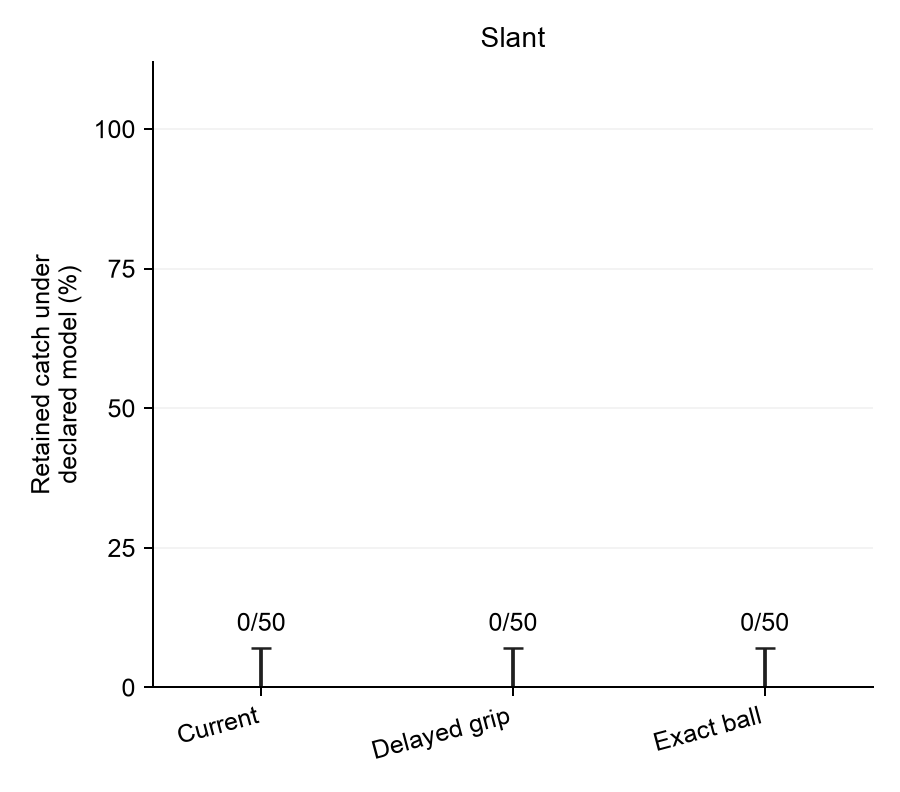 Slant
Retained catch under
declared model (%)
100
75
50
25
0
0/50
0/50
0/50
Current
Delayed grip
Exact ball